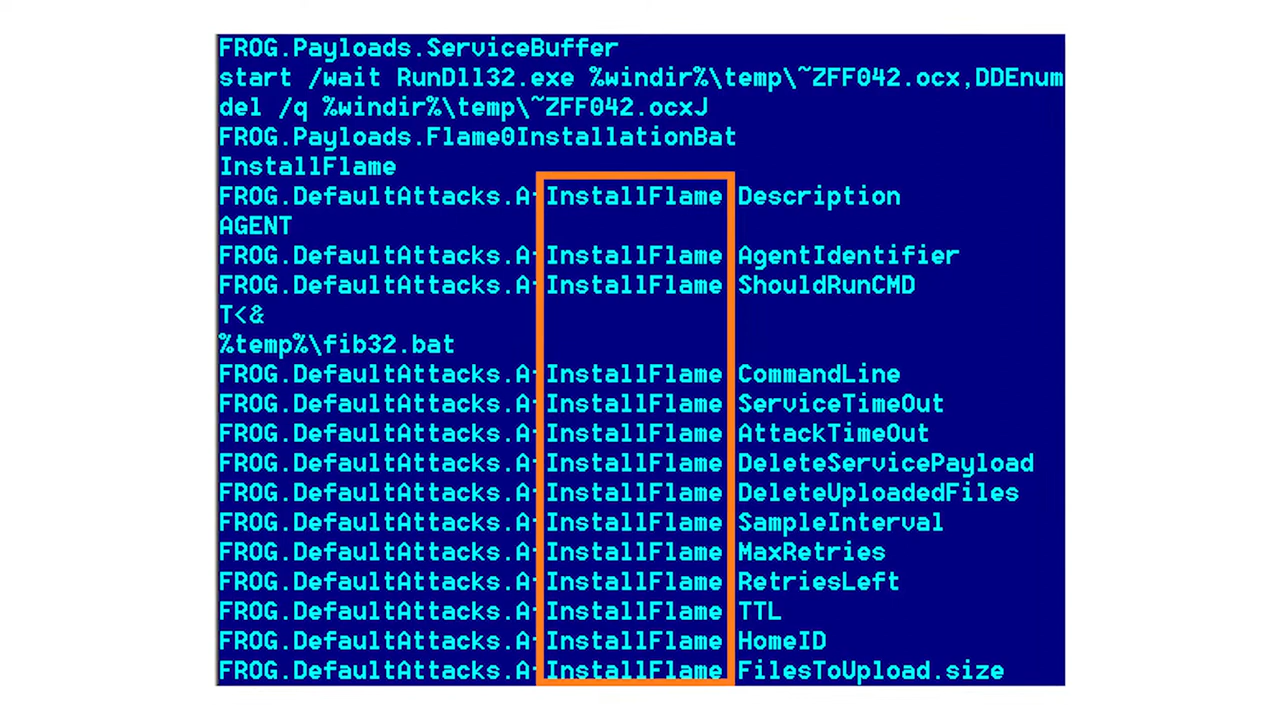 FROG.Payloads.ServiceBuffer
start /wait RunDll32.exe %windir%\temp\~ZFF042.ocx,DDEnum
del /q %windir%\temp\~ZFF042.ocxJ
FROG.Payloads.Flame0InstallationBat
InstallFlame
FROG.DefaultAttacks.A InstallFlame Description
AGENT
FROG.DefaultAttacks.A InstallFlame AgentIdentifier
FROG.DefaultAttacks.A InstallFlame ShouldRunCMD
T<&
%temp%\fib32.bat
FROG.DefaultAttacks.A InstallFlame CommandLine
FROG.DefaultAttacks.A InstallFlame ServiceTimeOut
FROG.DefaultAttacks.A InstallFlame AttackTimeOut
FROG.DefaultAttacks.A InstallFlame DeleteServicePayload
FROG.DefaultAttacks.A InstallFlame DeleteUploadedFiles
FROG.DefaultAttacks.A InstallFlame SampleInterval
FROG.DefaultAttacks.A InstallFlame MaxRetries
FROG.DefaultAttacks.A InstallFlame RetriesLeft
FROG.DefaultAttacks.A InstallFlame TTL
FROG.DefaultAttacks.A InstallFlame HomeID
FROG.DefaultAttacks.A InstallFlame FilesToUpload.size